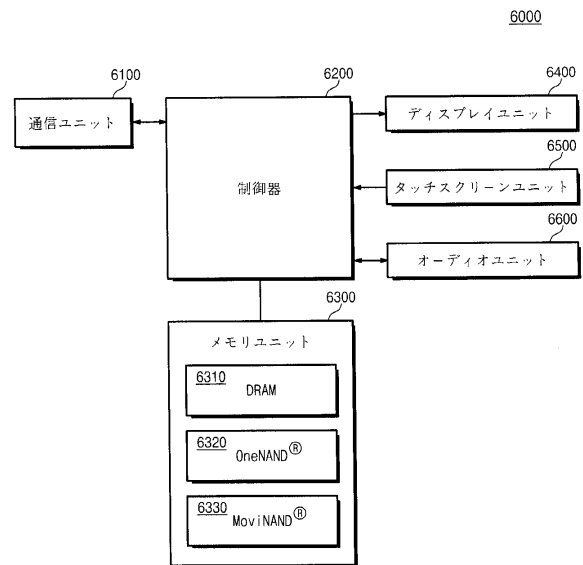 6000
6100
通信ユニット
6200
制御器
6400
ディスプレイユニット
6500
タッチスクリーンユニット
6600
オーディオユニット
6300
メモリユニット
6310
DRAM
6320
OneNAND®
6330
MoviNAND®